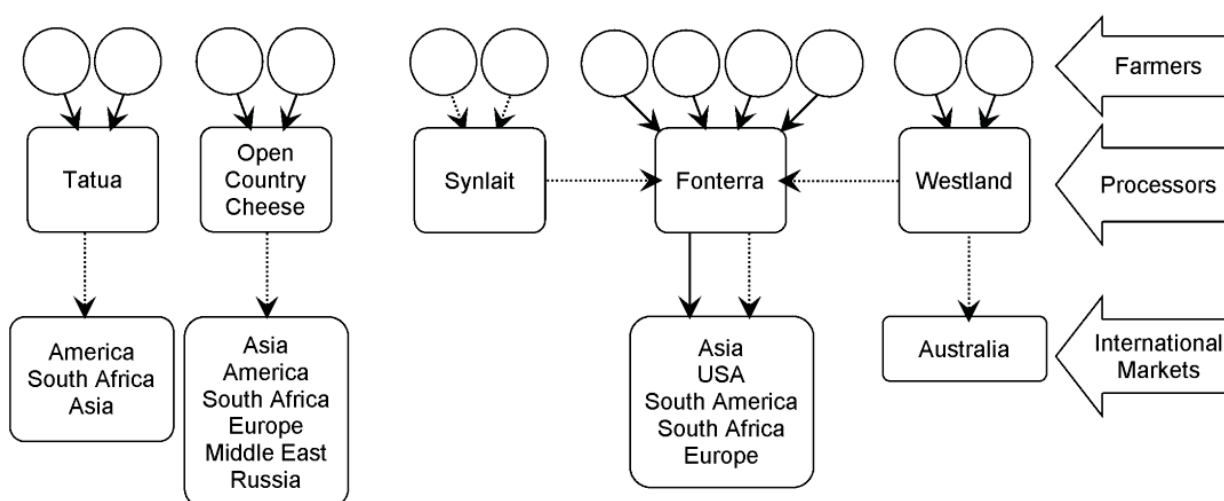 Farmers
Tatua
Open
Country
Cheese
Synlait
Fonterra
Westland
Processors
America
South Africa
Asia
Asia
America
South Africa
Europe
Middle East
Russia
Asia
USA
South America
South Africa
Europe
Australia
International
Markets